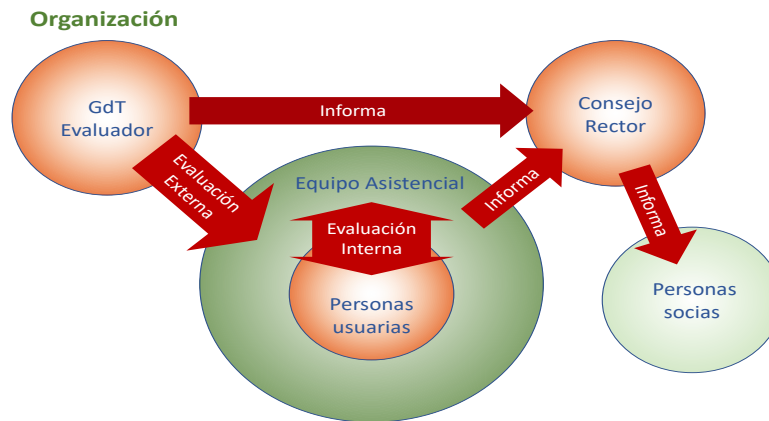 Organización
GdT
Evaluador
Informa
Consejo
Rector
Evaluación
Externa
Equipo Asistencial
Informa
Informa
Evaluación
Interna
Personas
usuarias
Personas
socias